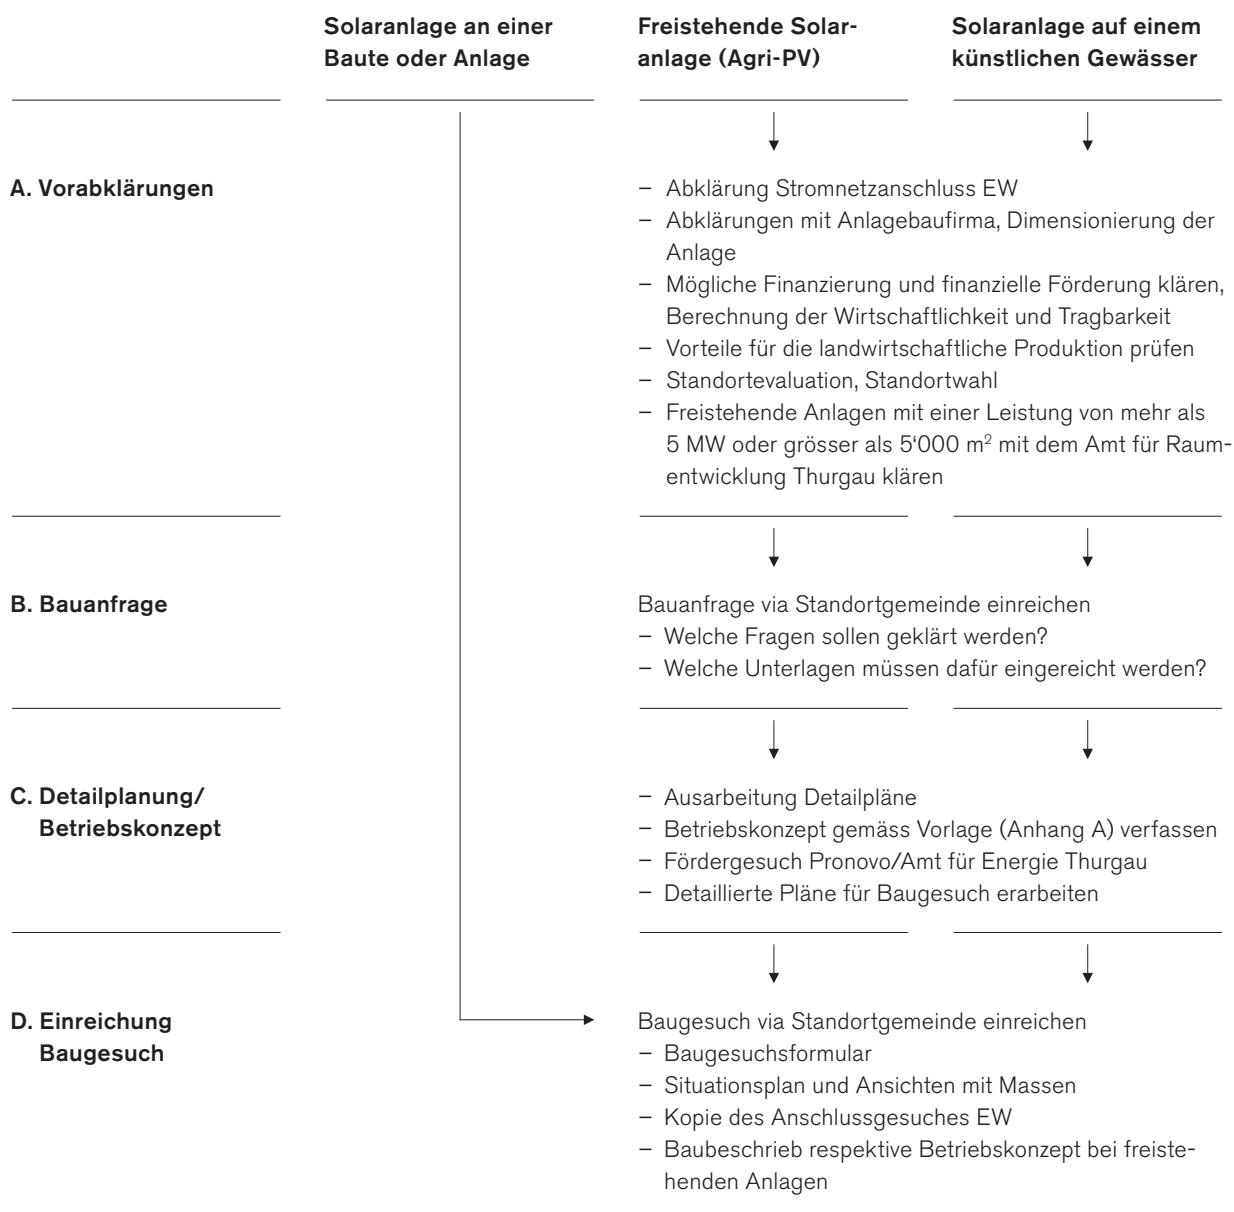 Solaranlage an einer
Baute oder Anlage
Freistehende Solar-
anlage (Agri-PV)
Solaranlage auf einem
künstlichen Gewässer
A. Vorabklärungen
– Abklärung Stromnetzanschluss EW
– Abklärungen mit Anlagebaufirma, Dimensionierung der
Anlage
– Mögliche Finanzierung und finanzielle Förderung klären,
Berechnung der Wirtschaftlichkeit und Tragbarkeit
– Vorteile für die landwirtschaftliche Produktion prüfen
– Standortevaluation, Standortwahl
– Freistehende Anlagen mit einer Leistung von mehr als
5 MW oder grösser als 5‘000 m² mit dem Amt für Raum-
entwicklung Thurgau klären
B. Bauanfrage
Bauanfrage via Standortgemeinde einreichen
– Welche Fragen sollen geklärt werden?
– Welche Unterlagen müssen dafür eingereicht werden?
C. Detailplanung/
Betriebskonzept
– Ausarbeitung Detailpläne
– Betriebskonzept gemäss Vorlage (Anhang A) verfassen
– Fördergesuch Pronovo/Amt für Energie Thurgau
– Detaillierte Pläne für Baugesuch erarbeiten
D. Einreichung
Baugesuch
Baugesuch via Standortgemeinde einreichen
– Baugesuchsformular
– Situationsplan und Ansichten mit Massen
– Kopie des Anschlussgesuches EW
– Baubeschrieb respektive Betriebskonzept bei freiste-
henden Anlagen